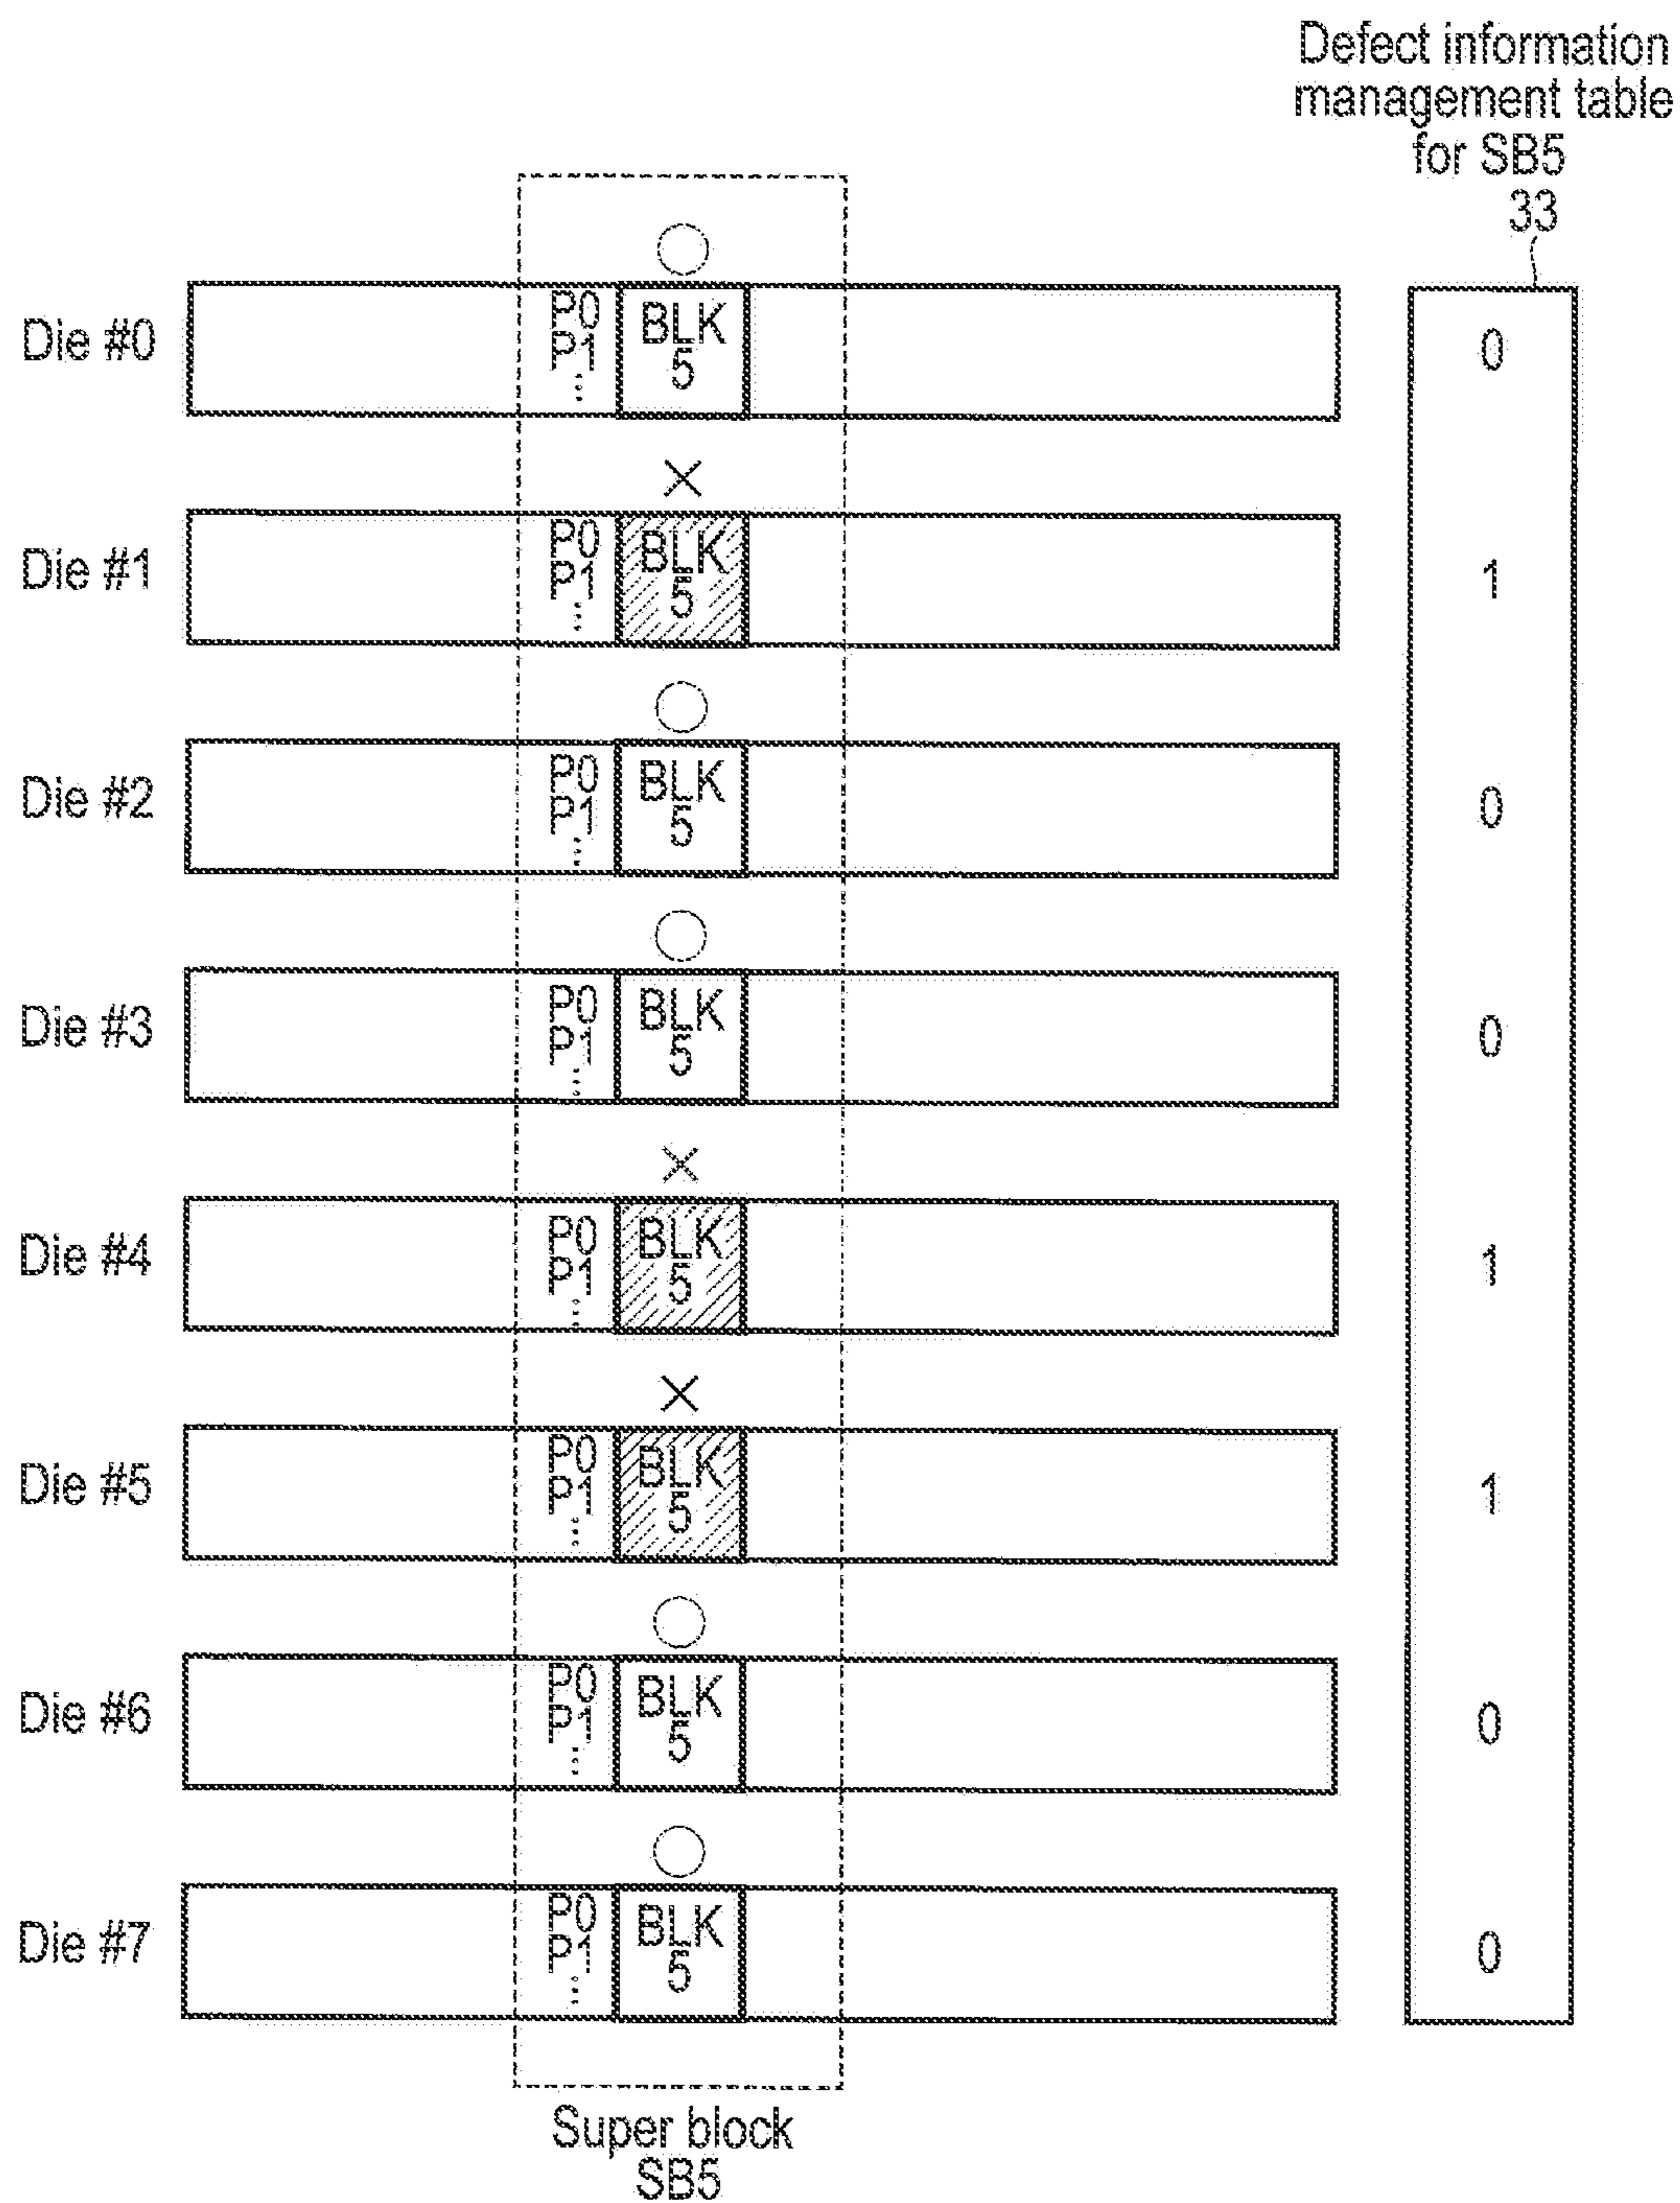 Defect information
management table
for SB5
33
Die #0
P0
P1
...
BLK
5
0
Die #1
P0
P1
...
BLK
5
1
Die #2
P0
P1
...
BLK
5
0
Die #3
P0
P1
...
BLK
5
0
Die #4
P0
P1
...
BLK
5
1
Die #5
P0
P1
...
BLK
5
1
Die #6
P0
P1
...
BLK
5
0
Die #7
P0
P1
...
BLK
5
0
Super block
SB5